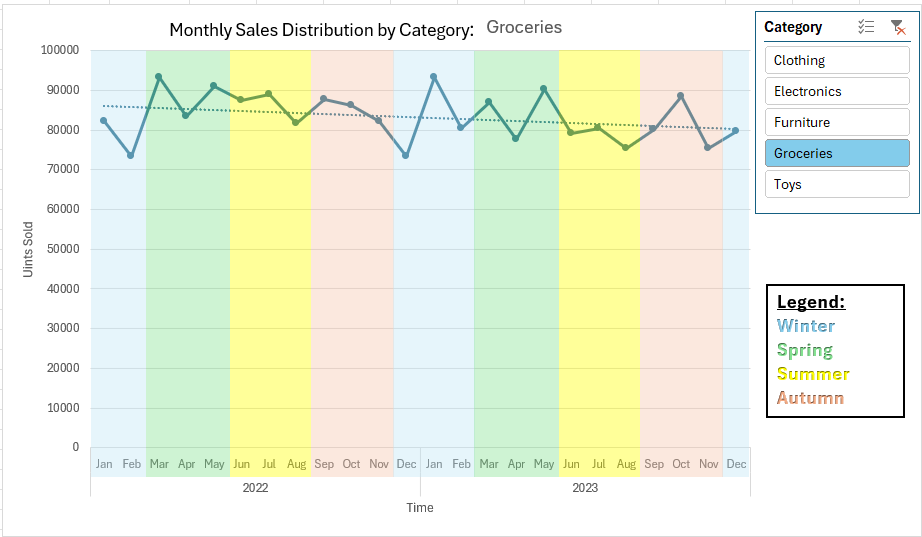 Monthly Sales Distribution by Category: Groceries
100000
90000
80000
70000
60000
50000
40000
30000
20000
10000
0
Uints Sold
Jan Feb Mar Apr May Jun Jul Aug Sep Oct Nov Dec Jan Feb Mar Apr May Jun Jul Aug Sep Oct Nov Dec
2022 2023
Time
Category
Clothing
Electronics
Furniture
Groceries
Toys
Legend:
Winter
Spring
Summer
Autumn